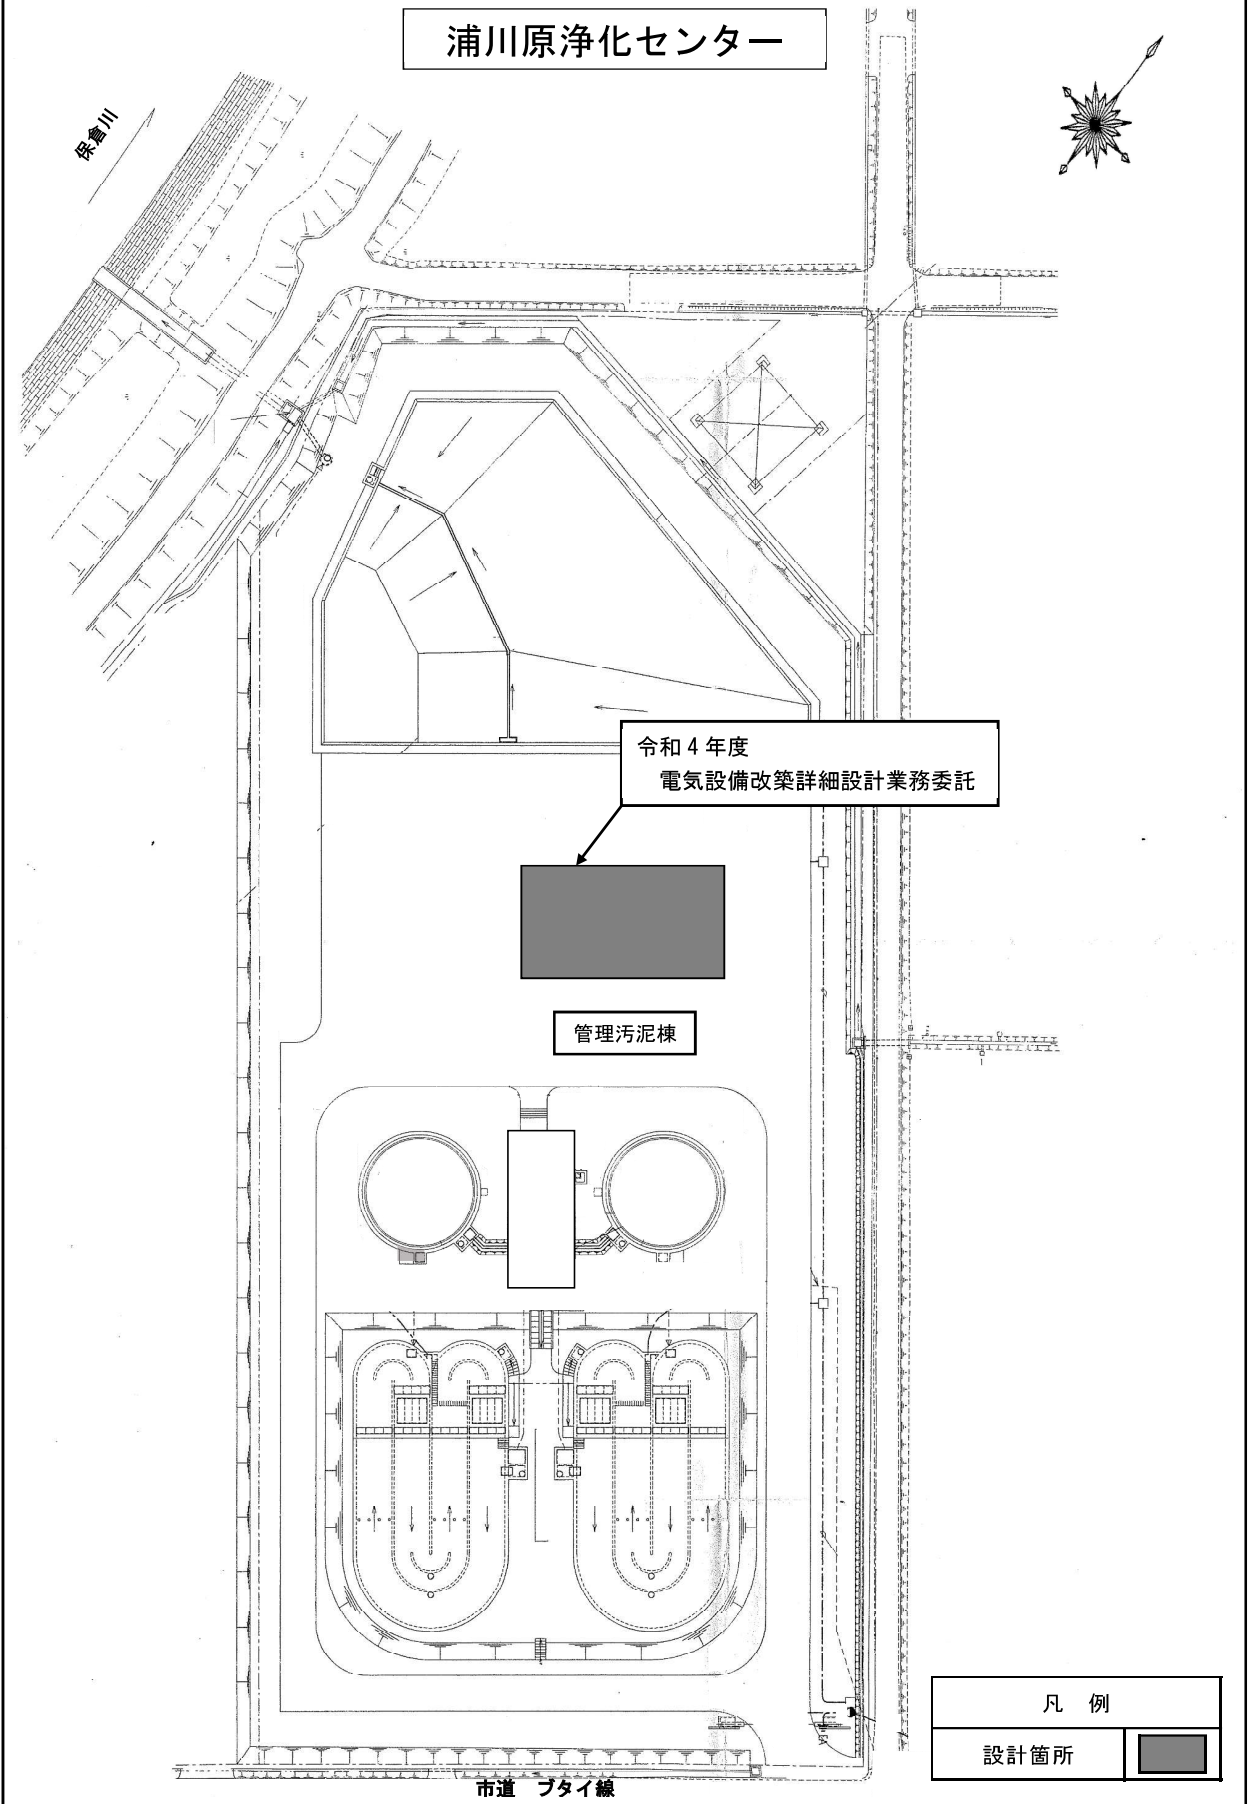 浦川原浄化センター
保倉川
令和4年度
電気設備改築詳細設計業務委託
管理汚泥棟
凡 例
設計箇所
市道 ブタイ線